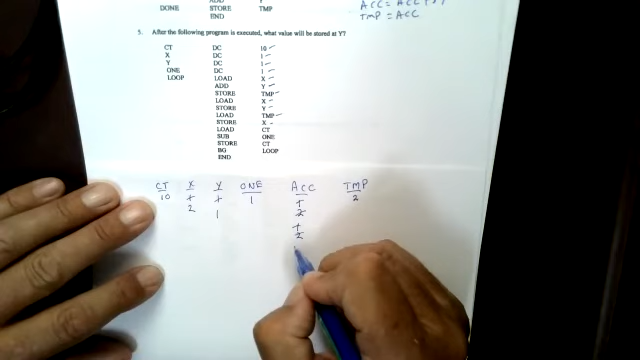 ADD Y
DONE STORE TMP
END
TMP = ACC
5. After the following program is executed, what value will be stored at Y?
CT DC 10
X DC 1
Y DC 1
ONE DC 1
LOOP LOAD X
ADD Y
STORE TMP
LOAD X
STORE Y
LOAD TMP
STORE X
LOAD CT
SUB ONE
STORE CT
BG LOOP
END
CT X Y ONE ACC TMP
10 1 1 1 1 2
2 1 2
1
2